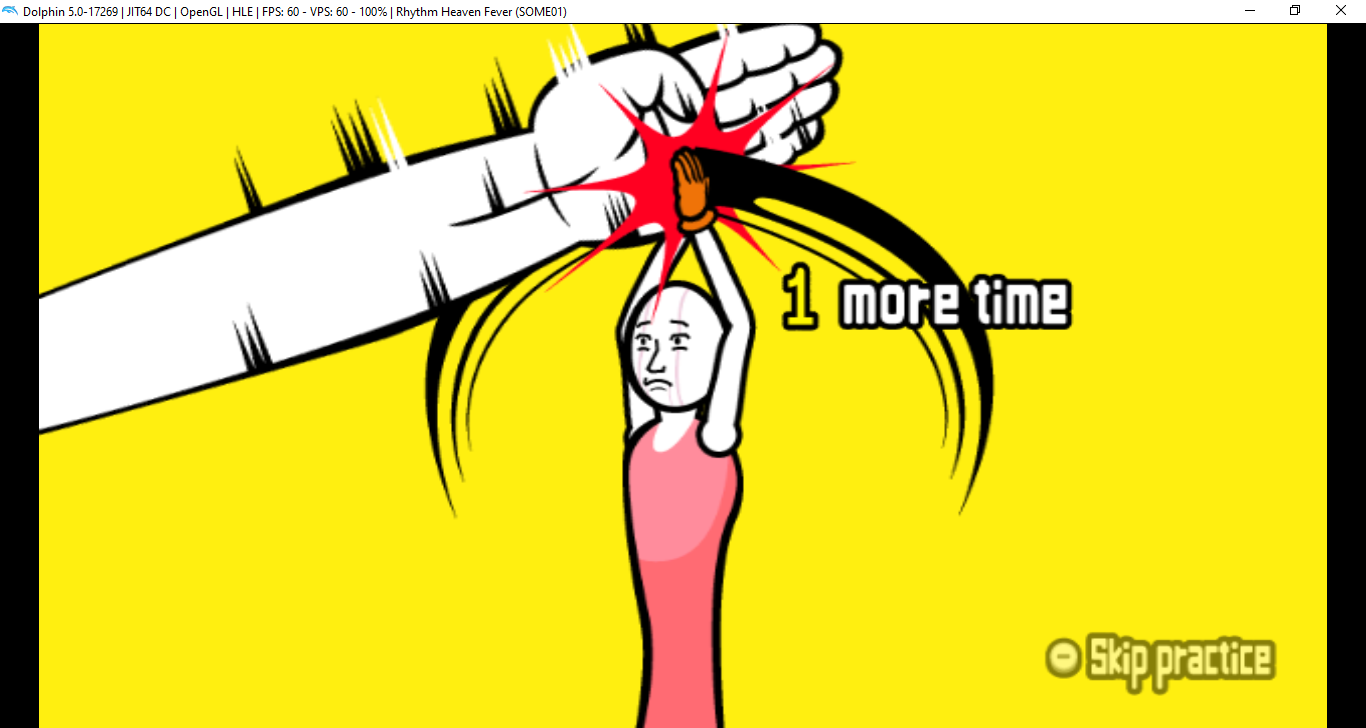 Dolphin 5.0-17269 | JIT64 DC | OpenGL | HLE | FPS: 60 - VPS: 60 - 100% | Rhythm Heaven Fever (SOME01)
1 more time
Skip practice